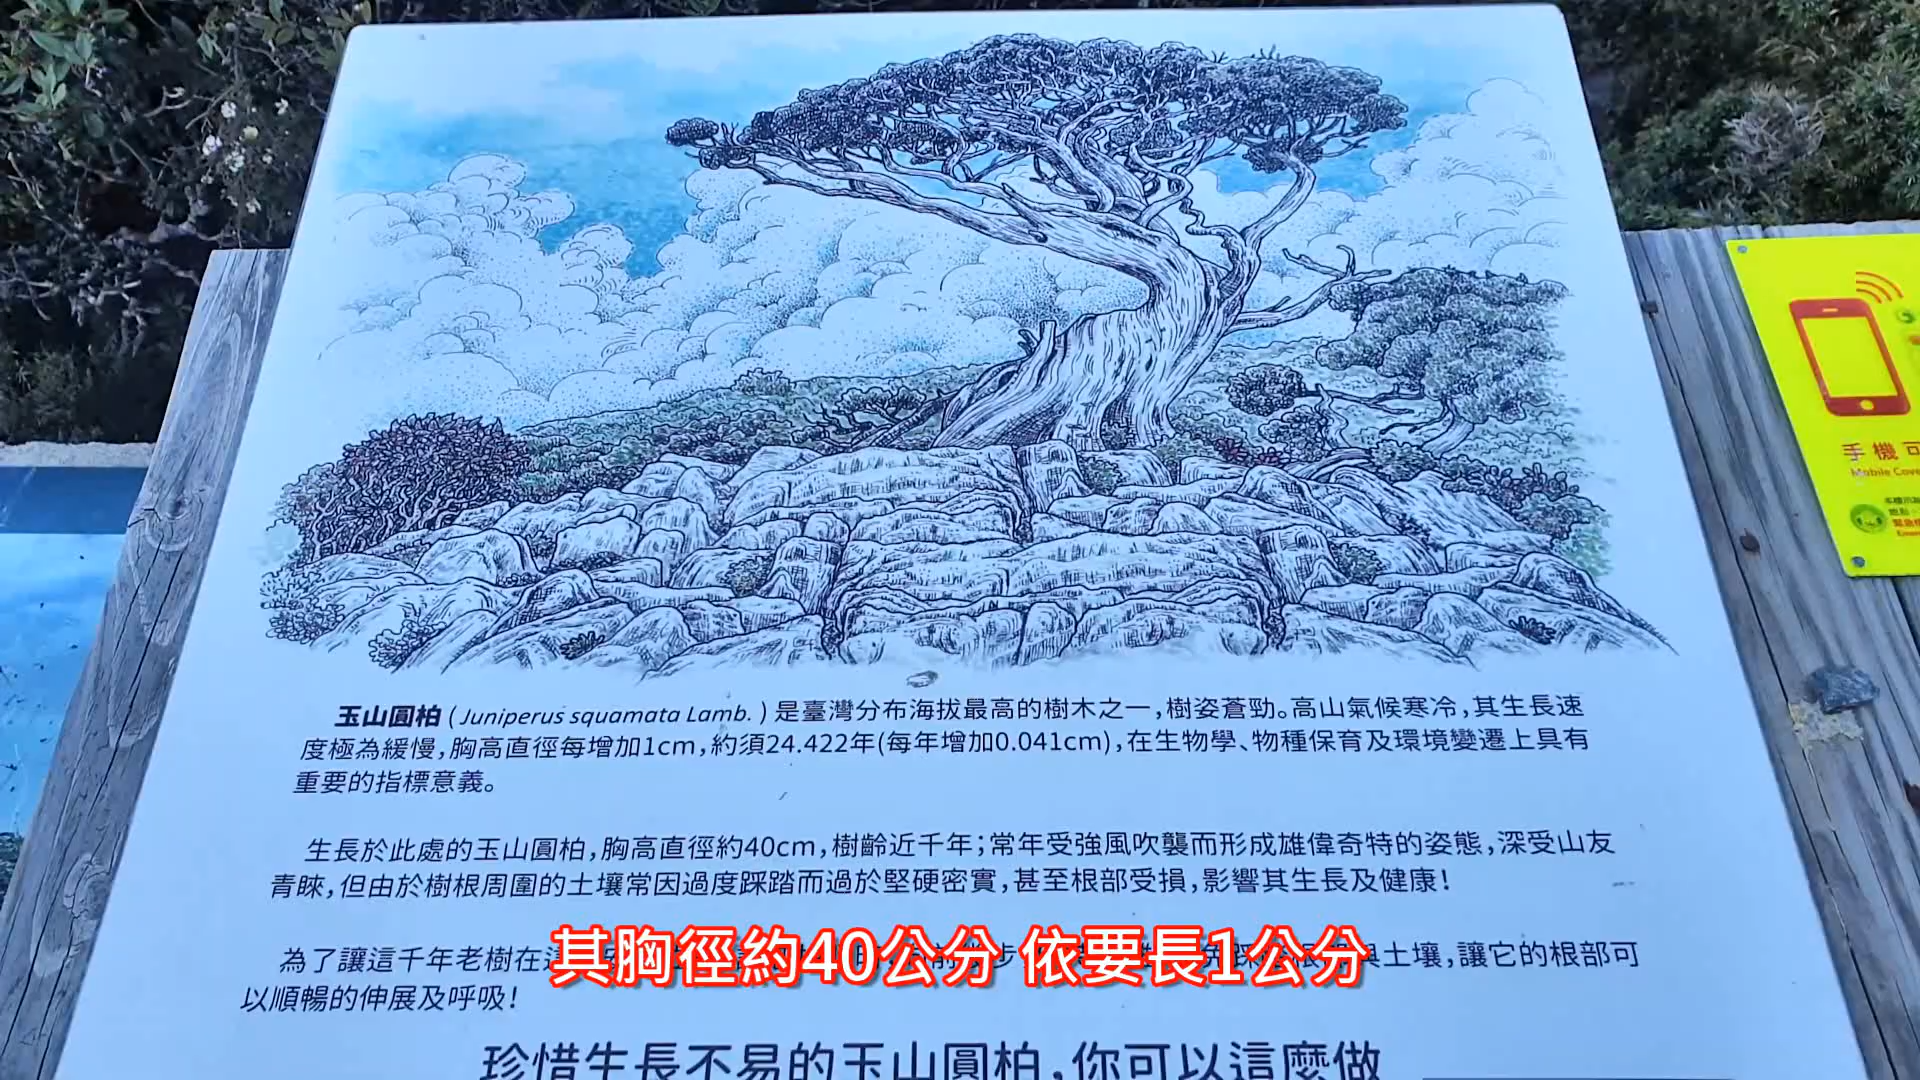 玉山圓柏 ( Juniperus squamata Lamb. ) 是臺灣分布海拔最高的樹木之一，樹姿蒼勁。高山氣候寒冷，其生長速
度極為緩慢，胸高直徑每增加1cm，約須24.422年(每年增加0.041cm)，在生物學、物種保育及環境變遷上具有
重要的指標意義。
生長於此處的玉山圓柏，胸高直徑約40cm，樹齡近千年；常年受強風吹襲而形成雄偉奇特的姿態，深受山友
青睞，但由於樹根周圍的土壤常因過度踩踏而過於堅硬密實，甚至根部受損，影響其生長及健康！
為了讓這千年老樹在這
與土壤，讓它的根部可
以順暢的伸展及呼吸！
其胸徑約40公分 依要長1公分
珍惜生長不易的玉山圓柏，你可以這麼做
手機可
Mobile Cove